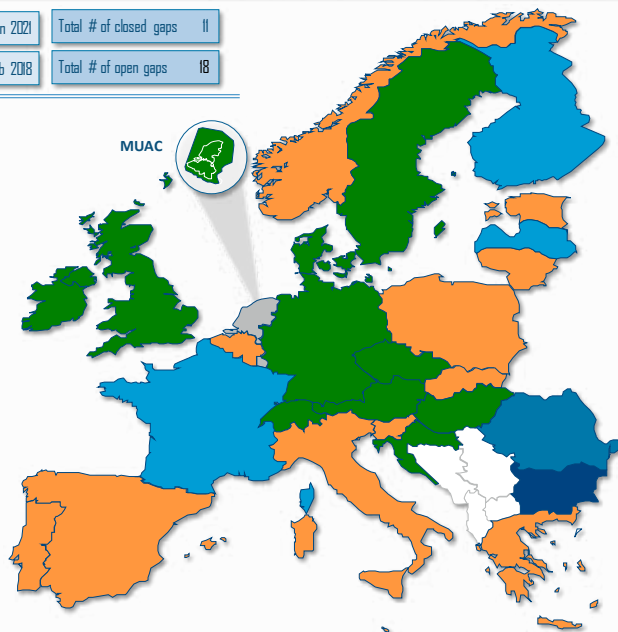 n 2021
Total # of closed gaps 11
b 2018
Total # of open gaps 18
MUAC